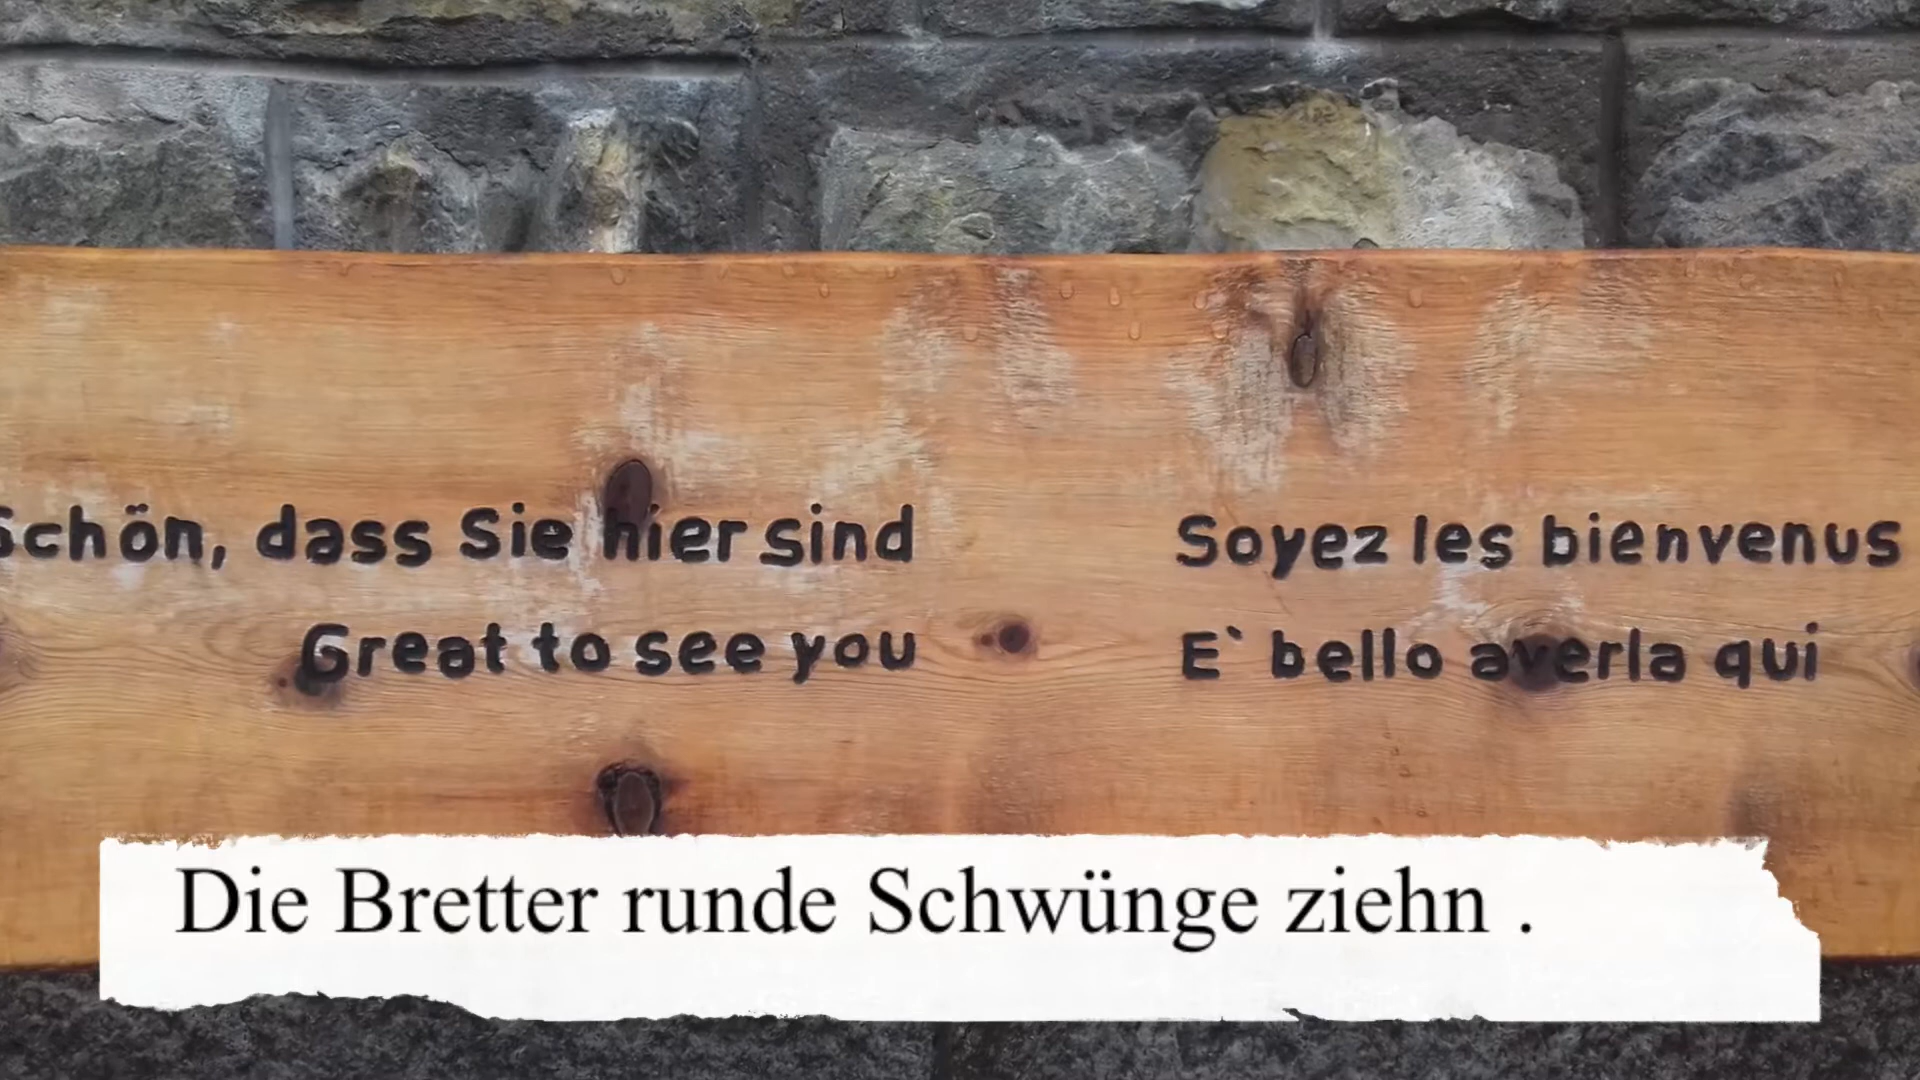 Schön, dass Sie hier sind
Great to see you
Soyez les bienvenus
E` bello averla qui
Die Bretter runde Schwünge ziehn .